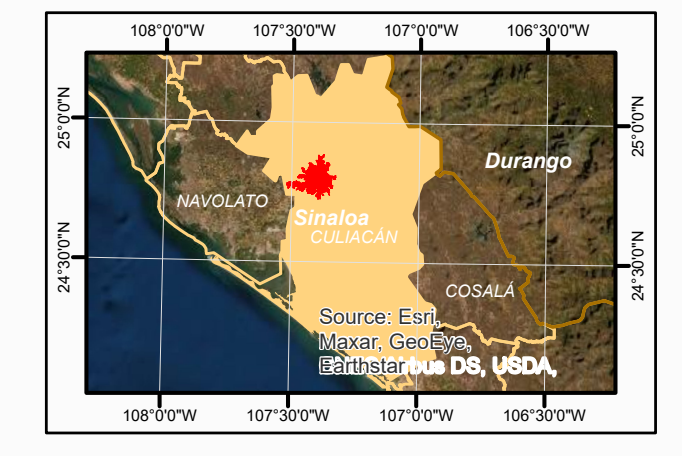 108°0'0"W 107°30'0"W 107°0'0"W 106°30'0"W
25°0'0"N
25°0'0"N
Durango
NAVOLATO
Sinaloa
CULIACÁN
24°30'0"N
24°30'0"N
COSALÁ
Source: Esri,
Maxar, GeoEye,
Earthstar bus DS, USDA,
108°0'0"W 107°30'0"W 107°0'0"W 106°30'0"W